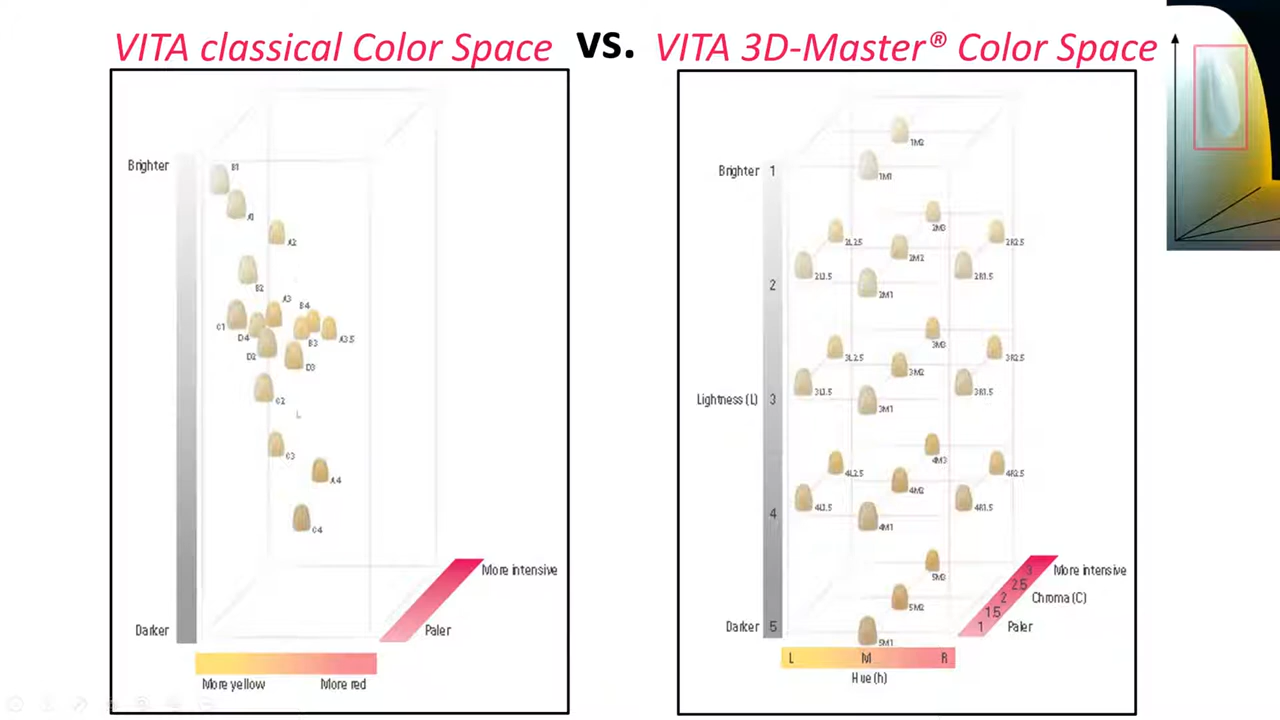 VITA classical Color Space VS. VITA 3D-Master® Color Space
Brighter
B1
A1
A2
B2
A3
B4
C1
D4
B3
A3.5
D2
D3
C2
L
C3
A4
C4
More intensive
Darker
Paler
More yellow
More red
1M2
Brighter 1
1M1
2M3
2L2.5
2R2.5
2M2
2L1.5
2R1.5
2
2M1
3M3
3L2.5
3R2.5
3M2
3L1.5
3R1.5
Lightness (L) 3
3M1
4M3
4L2.5
4R2.5
4M2
4L1.5
4R1.5
4
4M1
5M3
3 More intensive
2.5
5M2
2 Chroma (C)
1.5
Darker 5
1 Paler
5M1
L M R
Hue (h)